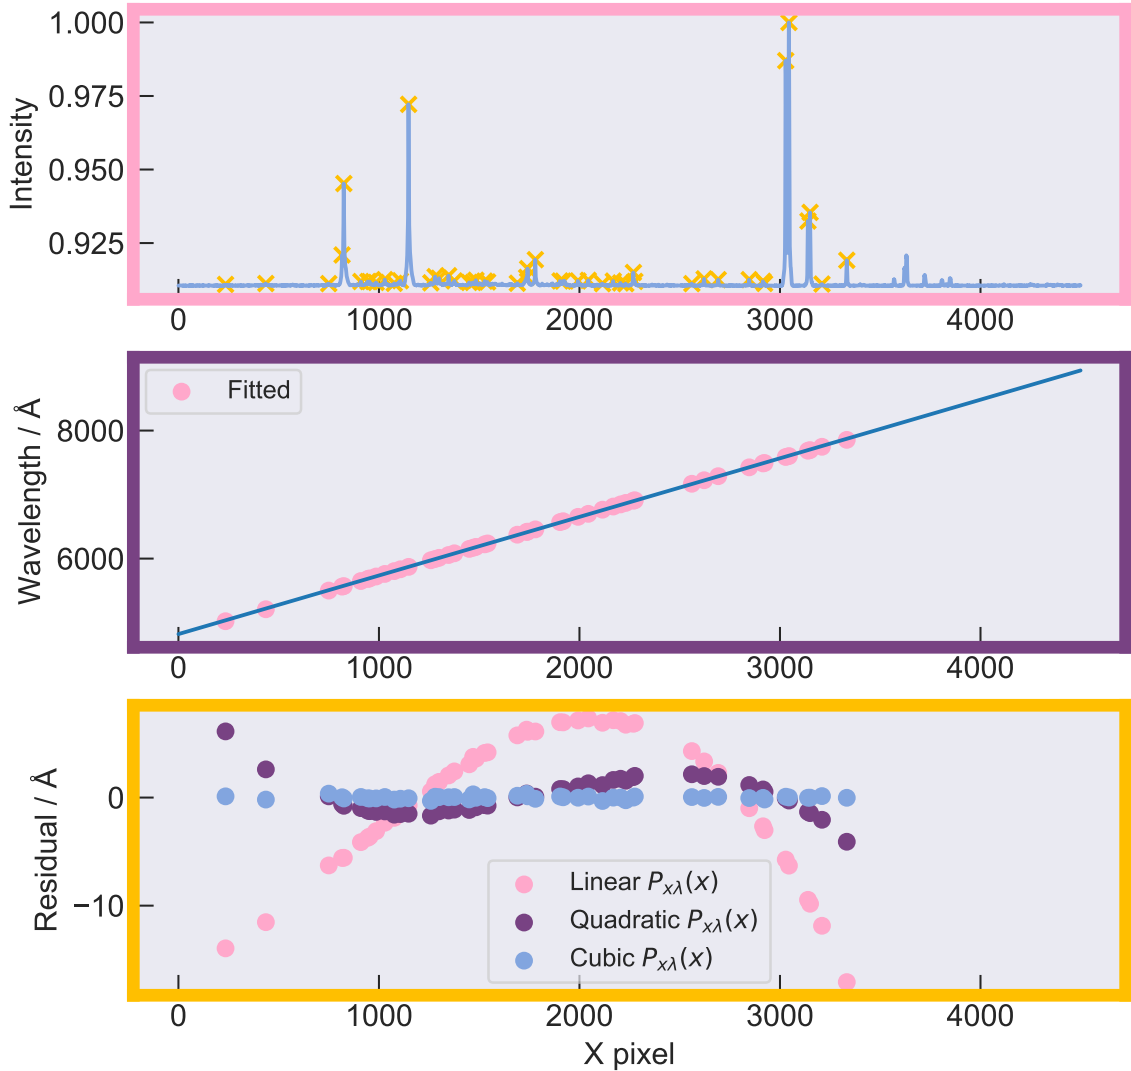 1.000
0.975
0.950
0.925
Intensity
0 1000 2000 3000 4000
Fitted
8000
6000
Wavelength / Å
0 1000 2000 3000 4000
0
−10
Residual / Å
Linear Pxλ(x)
Quadratic Pxλ(x)
Cubic Pxλ(x)
0 1000 2000 3000 4000
X pixel